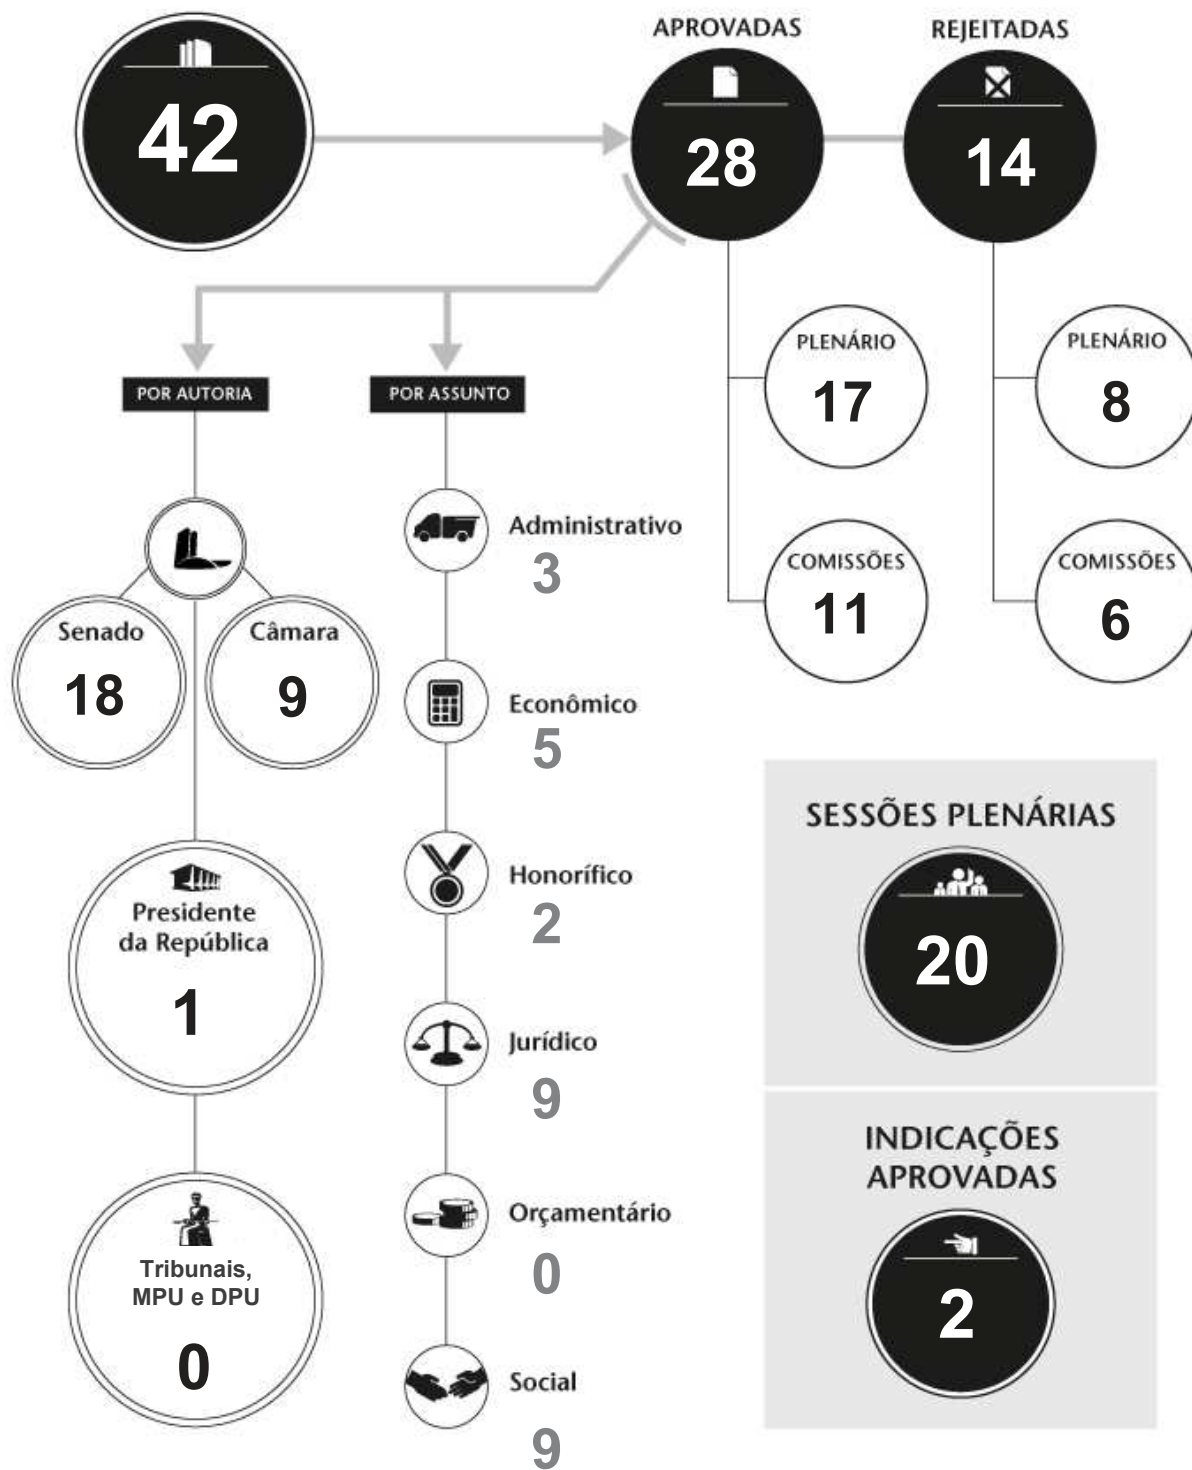 42
APROVADAS
28
REJEITADAS
14
PLENÁRIO
17
COMISSÕES
11
PLENÁRIO
8
COMISSÕES
6
POR AUTORIA
Senado
18
Câmara
9
Presidente
da República
1
Tribunais,
MPU e DPU
0
POR ASSUNTO
Administrativo
3
Econômico
5
Honorífico
2
Jurídico
9
Orçamentário
0
Social
9
SESSÕES PLENÁRIAS
20
INDICAÇÕES
APROVADAS
2